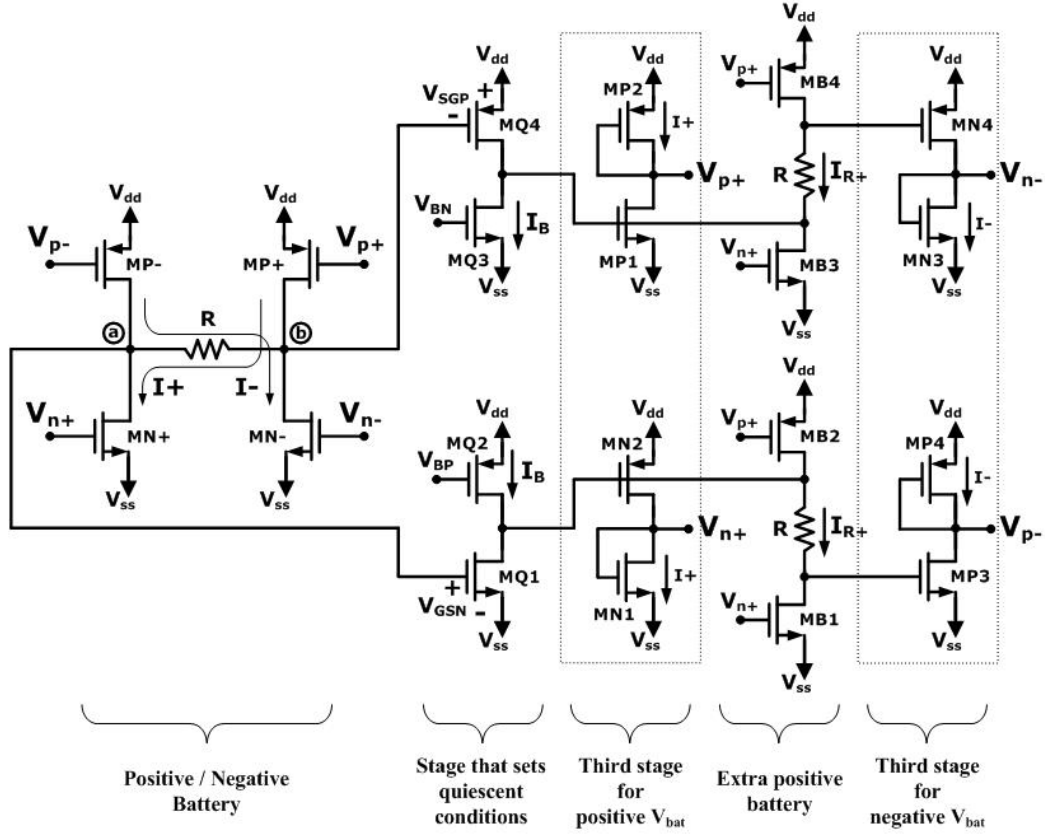 Vdd
Vdd
Vdd
Vdd
VSGP
+
-
MQ4
MP2
I+
Vp+
MB4
MN4
Vdd
Vdd
Vp-
MP-
MP+
Vp+
VBN
MQ3
IB
Vss
Vp+
MP1
Vss
R
IR+
Vn+
MB3
Vss
Vn-
MN3
I-
Vss
a
R
b
I+
I-
Vn+
MN+
Vss
MN-
Vn-
Vss
Vdd
MQ2
VBP
IB
Vdd
MN2
Vdd
Vp+
MB2
Vdd
MP4
I-
Vn+
R
IR+
Vp-
MQ1
+
VGSN
-
Vss
MN1
I+
Vss
Vn+
MB1
Vss
MP3
Vss
Positive / Negative
Battery
Stage that sets
quiescent
conditions
Third stage
for
positive Vbat
Extra positive
battery
Third stage
for
negative Vbat